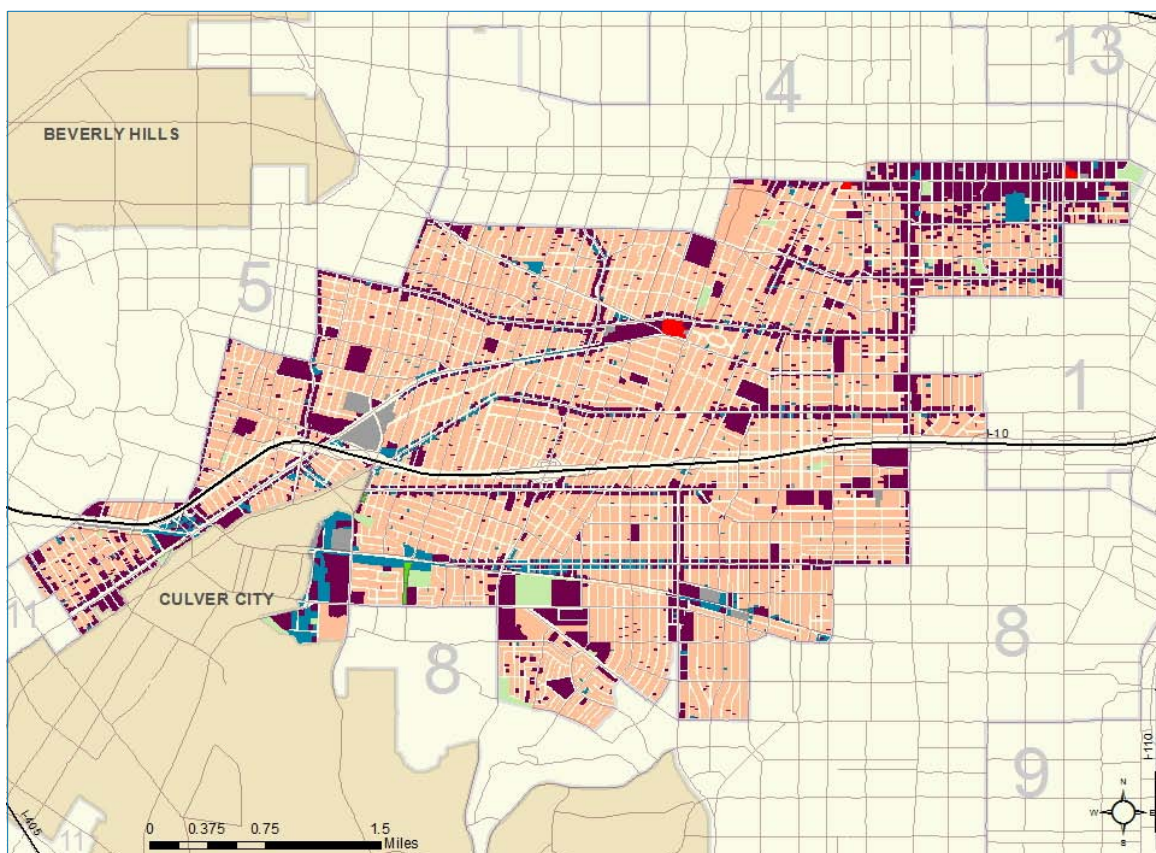 13
4
BEVERLY HILLS
5
1
I-10
CULVER CITY
11
8
8
9
I-110
N
W E
S
I-405
11
0 0.375 0.75 1.5
Miles